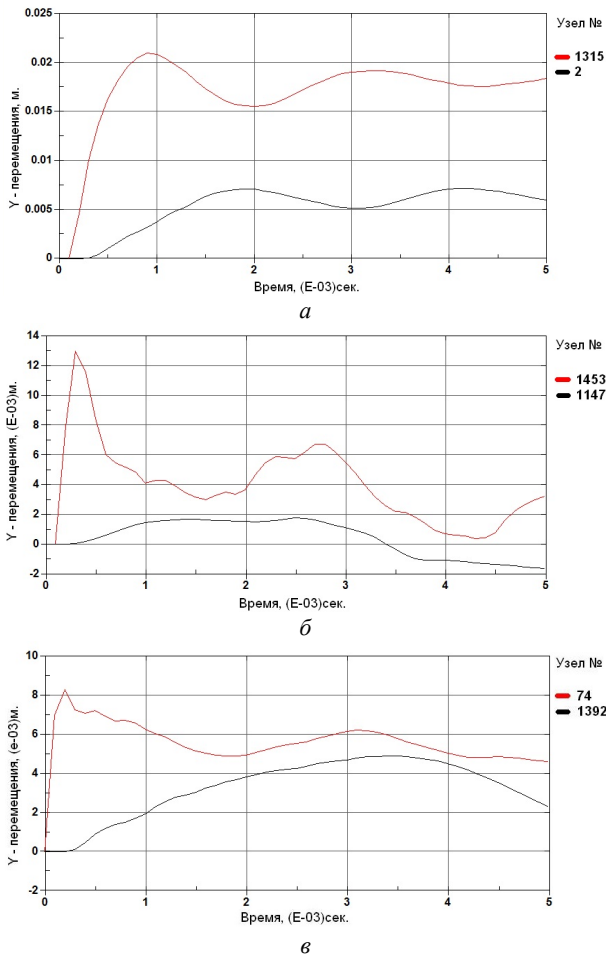 0.025
0.02
0.015
0.01
0.005
0
Y - перемещения, м.
0 1 2 3 4 5
Время, (E-03)сек.
Узел №
1315
2
а
14
12
10
8
6
4
2
0
-2
Y - перемещения, (E-03)м.
0 1 2 3 4 5
Время, (E-03)сек.
Узел №
1453
1147
б
10
8
6
4
2
0
-2
Y - перемещения, (e-03)м.
0 1 2 3 4 5
Время, (E-03)сек.
Узел №
74
1392
в